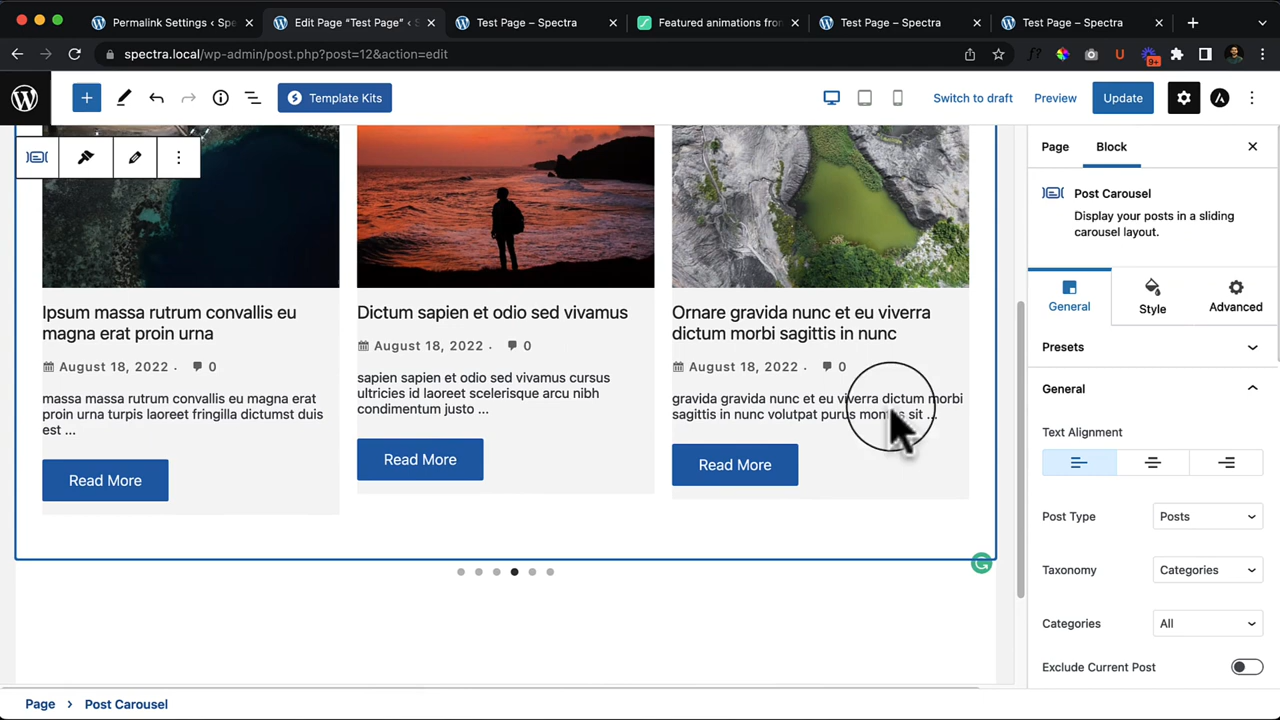 Permalink Settings ‹ Spe
Edit Page “Test Page” ‹ S
Test Page – Spectra
Featured animations fro
Test Page – Spectra
Test Page – Spectra
spectra.local/wp-admin/post.php?post=12&action=edit
f?
U
9+
Template Kits
Switch to draft
Preview
Update
Page
Block
Post Carousel
Display your posts in a sliding
carousel layout.
General
Style
Advanced
Presets
General
Text Alignment
Post Type
Posts
Taxonomy
Categories
Categories
All
Exclude Current Post
Ipsum massa rutrum convallis eu
magna erat proin urna
August 18, 2022 ·
0
massa massa rutrum convallis eu magna erat
proin urna turpis laoreet fringilla dictumst duis
est ...
Read More
Dictum sapien et odio sed vivamus
August 18, 2022 ·
0
sapien sapien et odio sed vivamus cursus
ultricies id laoreet scelerisque arcu nibh
condimentum justo ...
Read More
Ornare gravida nunc et eu viverra
dictum morbi sagittis in nunc
August 18, 2022 ·
0
gravida gravida nunc et eu viverra dictum morbi
sagittis in nunc volutpat purus sit ...
Read More
Page
Post Carousel